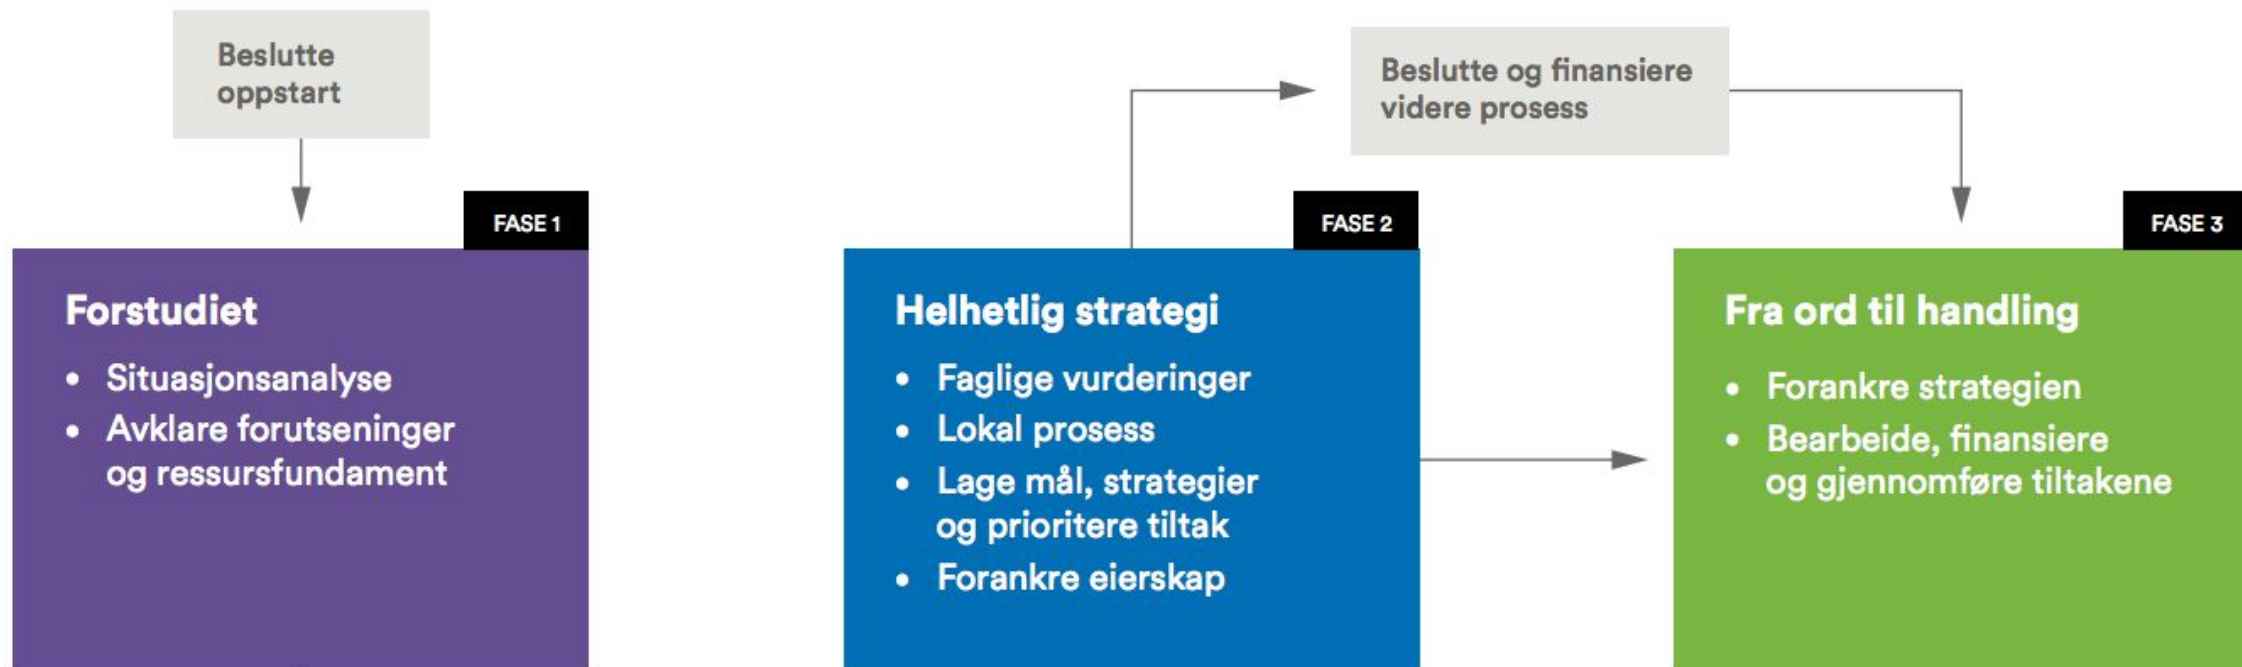 Beslutte
oppstart
Beslutte og finansiere
videre prosess
FASE 1
Forstudiet
• Situasjonsanalyse
• Avklare forutseninger
og ressursfundament
FASE 2
Helhetlig strategi
• Faglige vurderinger
• Lokal prosess
• Lage mål, strategier
og prioritere tiltak
• Forankre eierskap
FASE 3
Fra ord til handling
• Forankre strategien
• Bearbeide, finansiere
og gjennomføre tiltakene